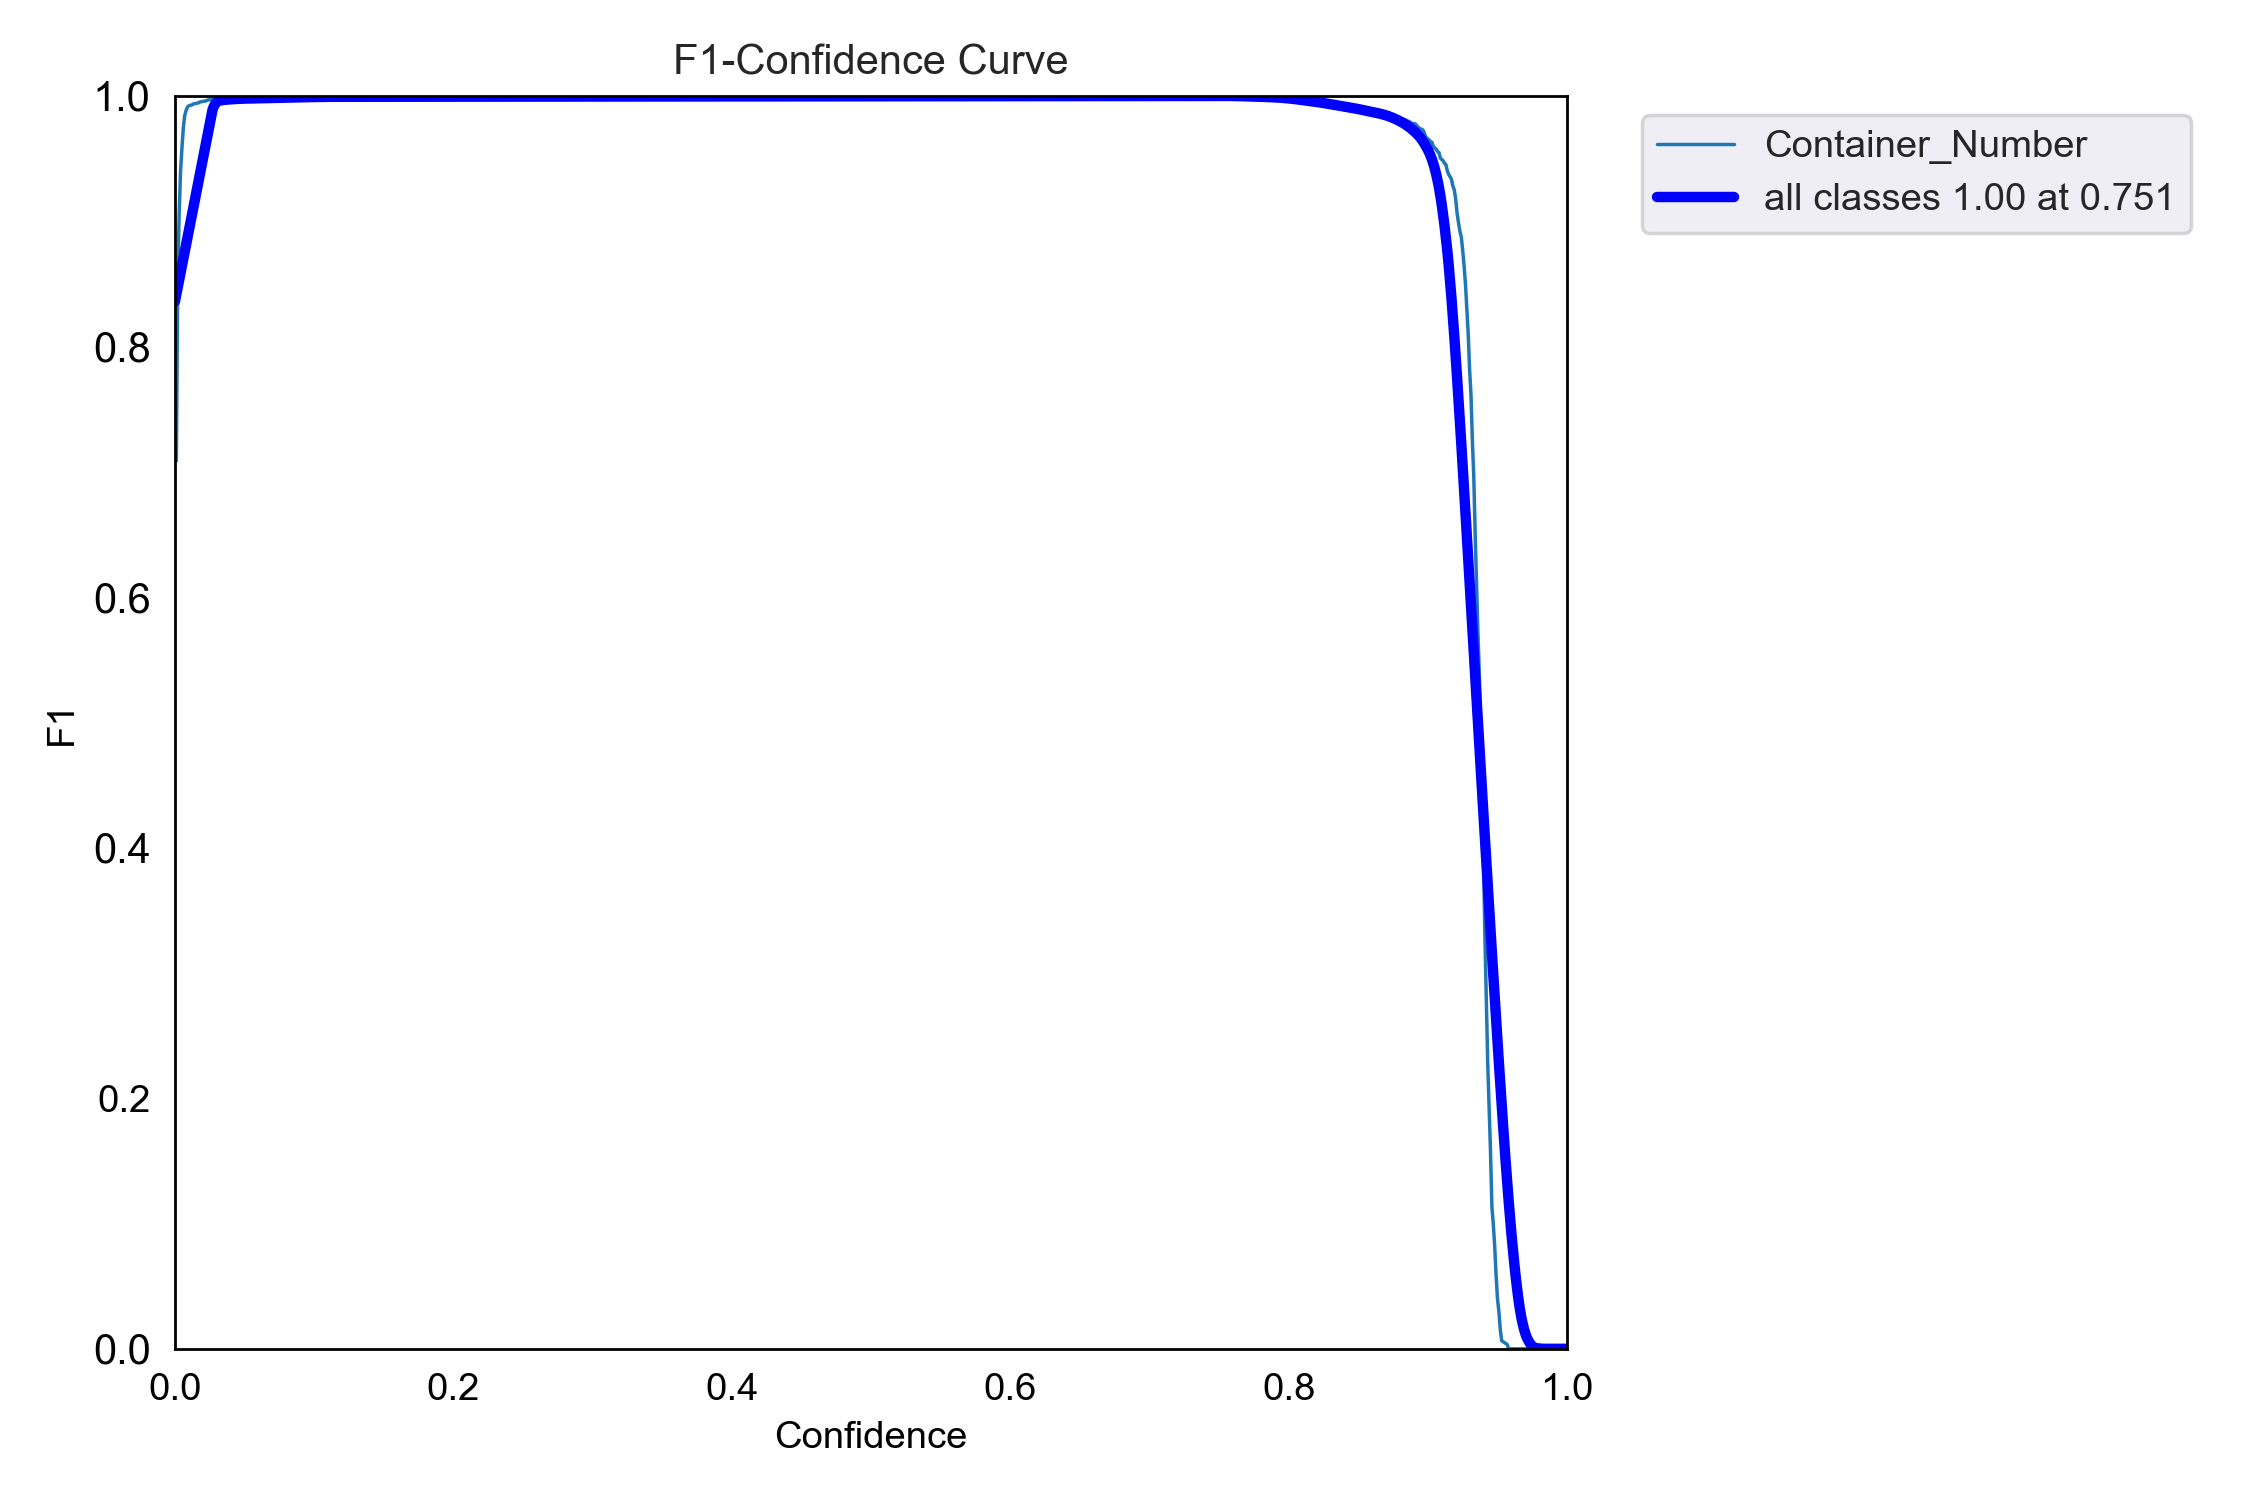 F1-Confidence Curve
1.0
0.8
0.6
0.4
0.2
0.0
F1
0.0 0.2 0.4 0.6 0.8 1.0
Confidence
Container_Number
all classes 1.00 at 0.751